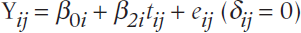 Y_{ij} = β_{0i} + β_{2i}t_{ij} + e_{ij} (δ_{ij} = 0)